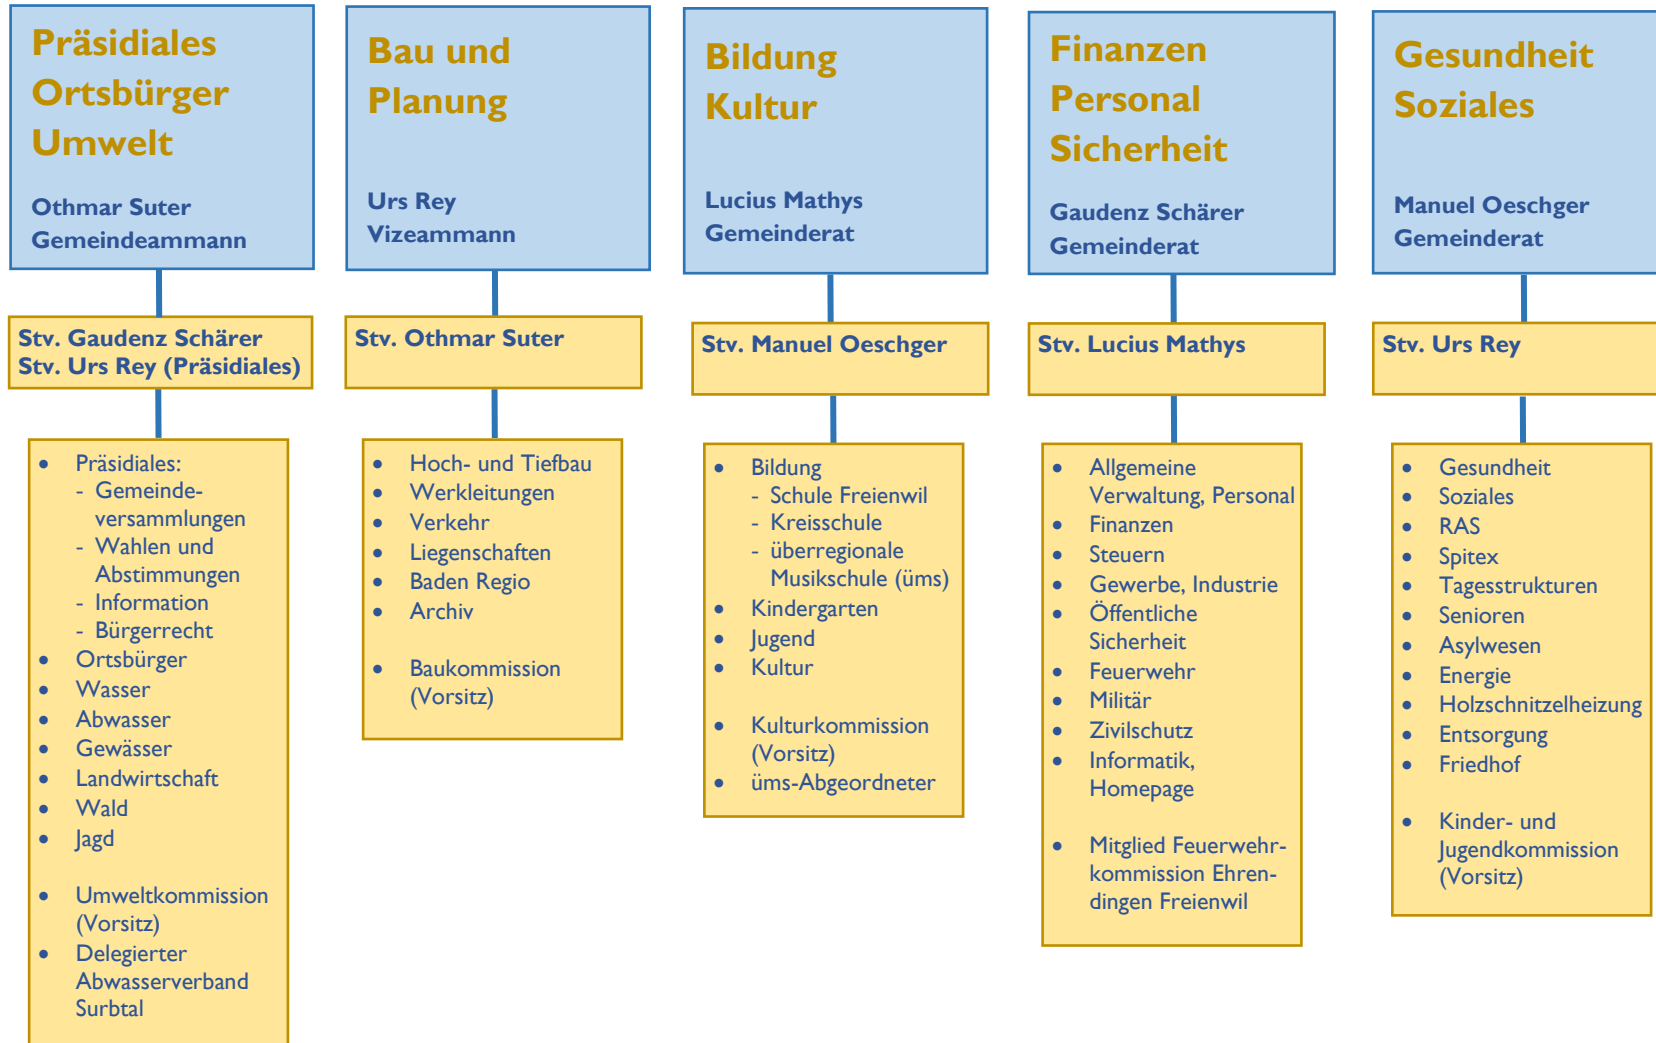 Präsidiales
Ortsbürger
Umwelt
Othmar Suter
Gemeindeammann
Stv. Gaudenz Schärer
Stv. Urs Rey (Präsidiales)
• Präsidiales:
- Gemeinde-
versammlungen
- Wahlen und
Abstimmungen
- Information
- Bürgerrecht
• Ortsbürger
• Wasser
• Abwasser
• Gewässer
• Landwirtschaft
• Wald
• Jagd
• Umweltkommission
(Vorsitz)
• Delegierter
Abwasserverband
Surbtal
Bau und
Planung
Urs Rey
Vizeammann
Stv. Othmar Suter
• Hoch- und Tiefbau
• Werkleitungen
• Verkehr
• Liegenschaften
• Baden Regio
• Archiv
• Baukommission
(Vorsitz)
Bildung
Kultur
Lucius Mathys
Gemeinderat
Stv. Manuel Oeschger
• Bildung
- Schule Freienwil
- Kreisschule
- überregionale
Musikschule (üms)
• Kindergarten
• Jugend
• Kultur
• Kulturkommission
(Vorsitz)
• üms-Abgeordneter
Finanzen
Personal
Sicherheit
Gaudenz Schärer
Gemeinderat
Stv. Lucius Mathys
• Allgemeine
Verwaltung, Personal
• Finanzen
• Steuern
• Gewerbe, Industrie
• Öffentliche
Sicherheit
• Feuerwehr
• Militär
• Zivilschutz
• Informatik,
Homepage
• Mitglied Feuerwehr-
kommission Ehren-
dingen Freienwil
Gesundheit
Soziales
Manuel Oeschger
Gemeinderat
Stv. Urs Rey
• Gesundheit
• Soziales
• RAS
• Spitex
• Tagesstrukturen
• Senioren
• Asylwesen
• Energie
• Holzschnitzelheizung
• Entsorgung
• Friedhof
• Kinder- und
Jugendkommission
(Vorsitz)